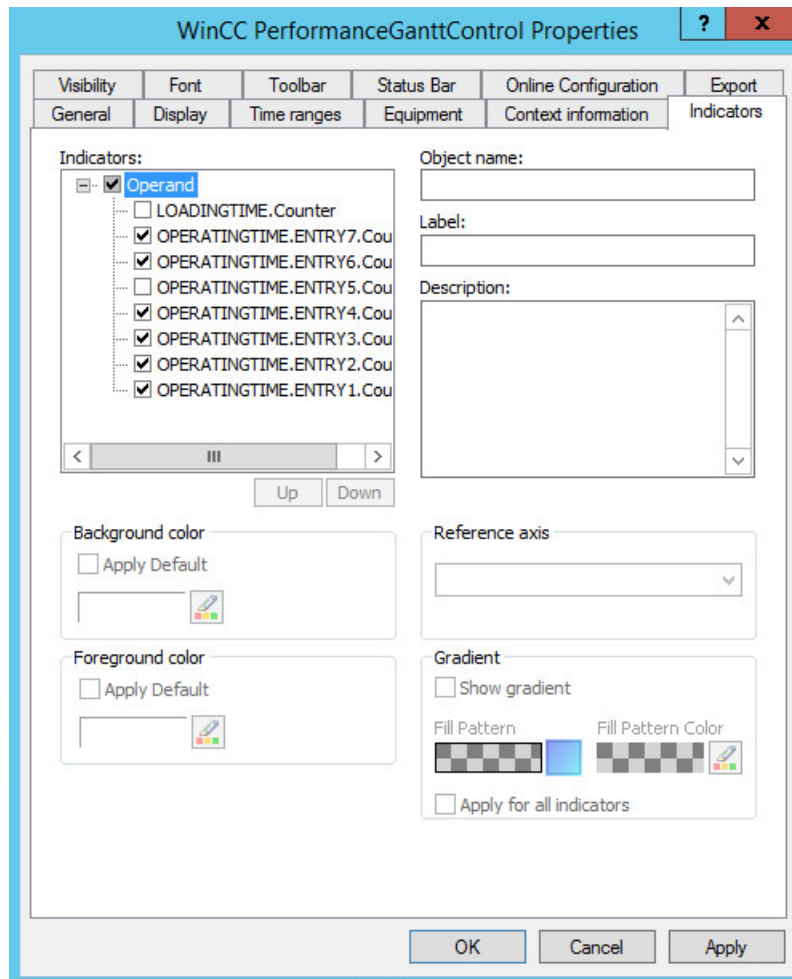 WinCC PerformanceGanttControl Properties
?
x
Visibility
Font
Toolbar
Status Bar
Online Configuration
Export
General
Display
Time ranges
Equipment
Context information
Indicators
Indicators:
Operand
LOADINGTIME.Counter
OPERATINGTIME.ENTRY7.Cou
OPERATINGTIME.ENTRY6.Cou
OPERATINGTIME.ENTRY5.Cou
OPERATINGTIME.ENTRY4.Cou
OPERATINGTIME.ENTRY3.Cou
OPERATINGTIME.ENTRY2.Cou
OPERATINGTIME.ENTRY1.Cou
Up
Down
Object name:
Label:
Description:
Background color
Apply Default
Reference axis
Foreground color
Apply Default
Gradient
Show gradient
Fill Pattern
Fill Pattern Color
Apply for all indicators
OK
Cancel
Apply